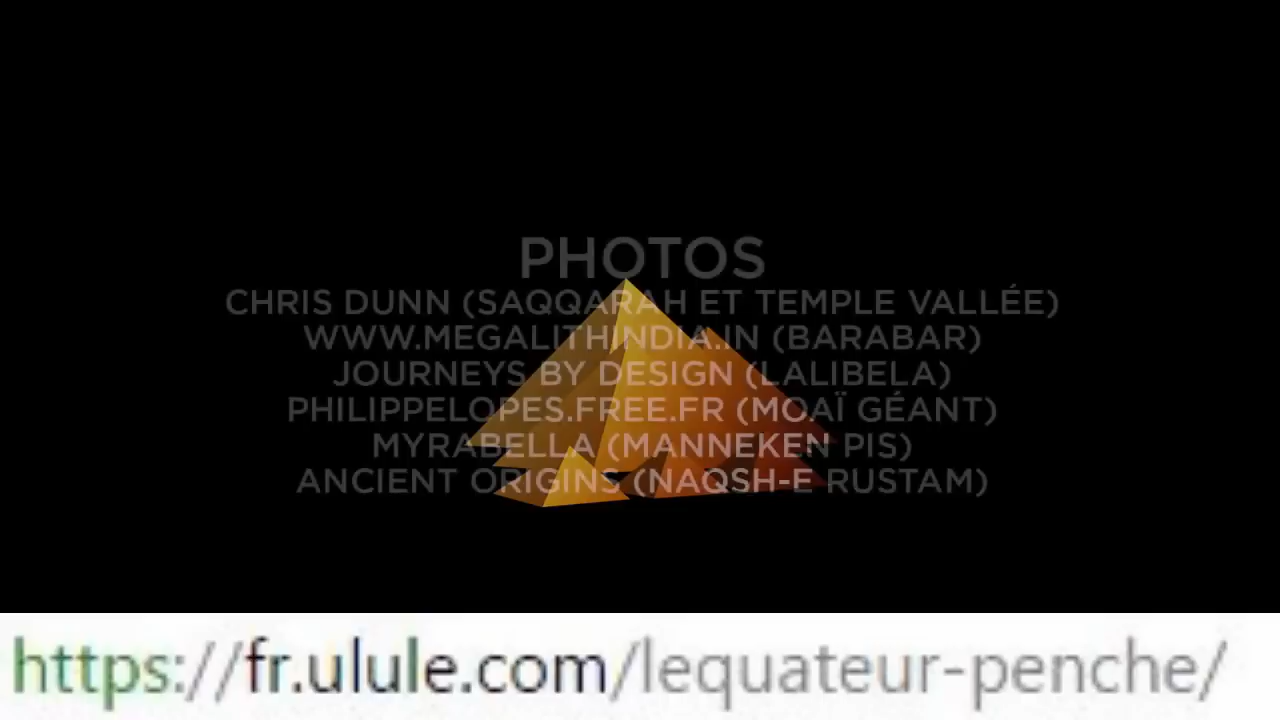 PHOTOS
CHRIS DUNN (SAQQARAH ET TEMPLE VALLÉE)
WWW.MEGALITHINDIA.IN (BARABAR)
JOURNEYS BY DESIGN (LALIBELA)
PHILIPPELOPES.FREE.FR (MOAÏ GÉANT)
MYRABELLA (MANNEKEN PIS)
ANCIENT ORIGINS (NAQSH-E RUSTAM)
https://fr.ulule.com/lequateur-penche/